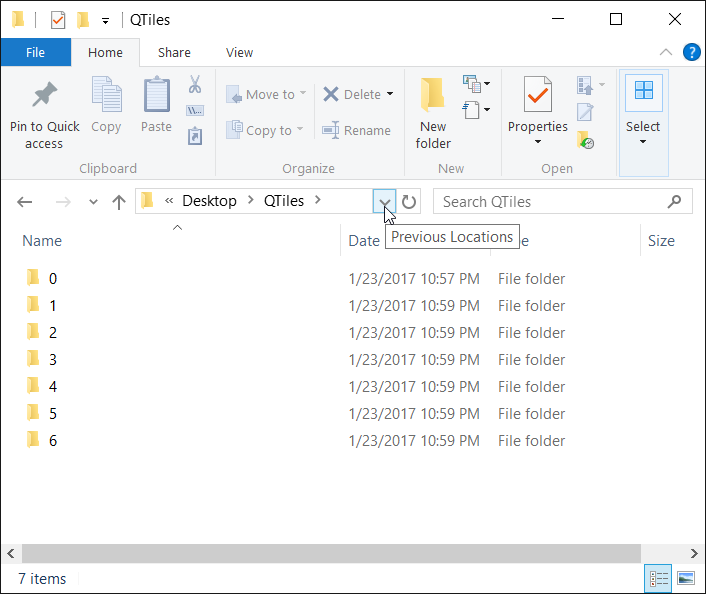 QTiles
File Home Share View
Pin to Quick access
Copy
Paste
Clipboard
Move to
Copy to
Delete
Rename
Organize
New folder
New
Properties
Open
Select
« Desktop QTiles
Search QTiles
Previous Locations
Name Date Size
0 1/23/2017 10:57 PM File folder
1 1/23/2017 10:59 PM File folder
2 1/23/2017 10:59 PM File folder
3 1/23/2017 10:59 PM File folder
4 1/23/2017 10:59 PM File folder
5 1/23/2017 10:59 PM File folder
6 1/23/2017 10:59 PM File folder
7 items